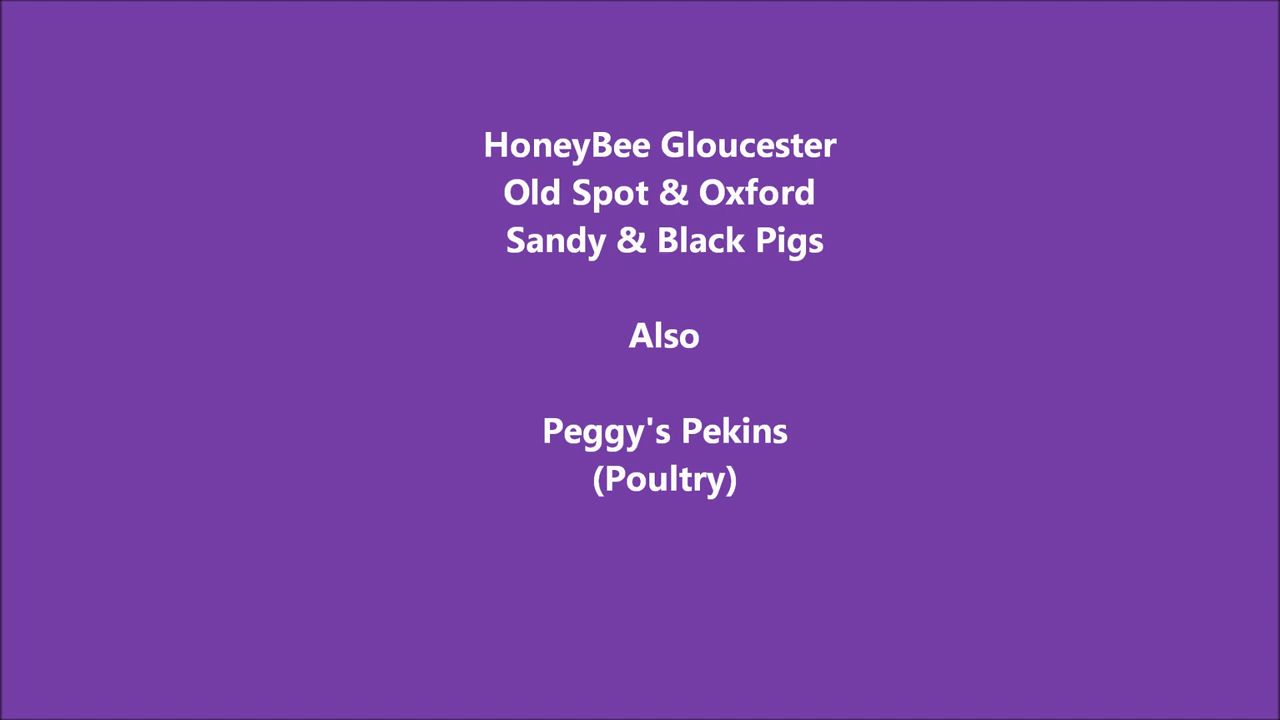 HoneyBee Gloucester
Old Spot & Oxford
Sandy & Black Pigs
Also
Peggy's Pekins
(Poultry)